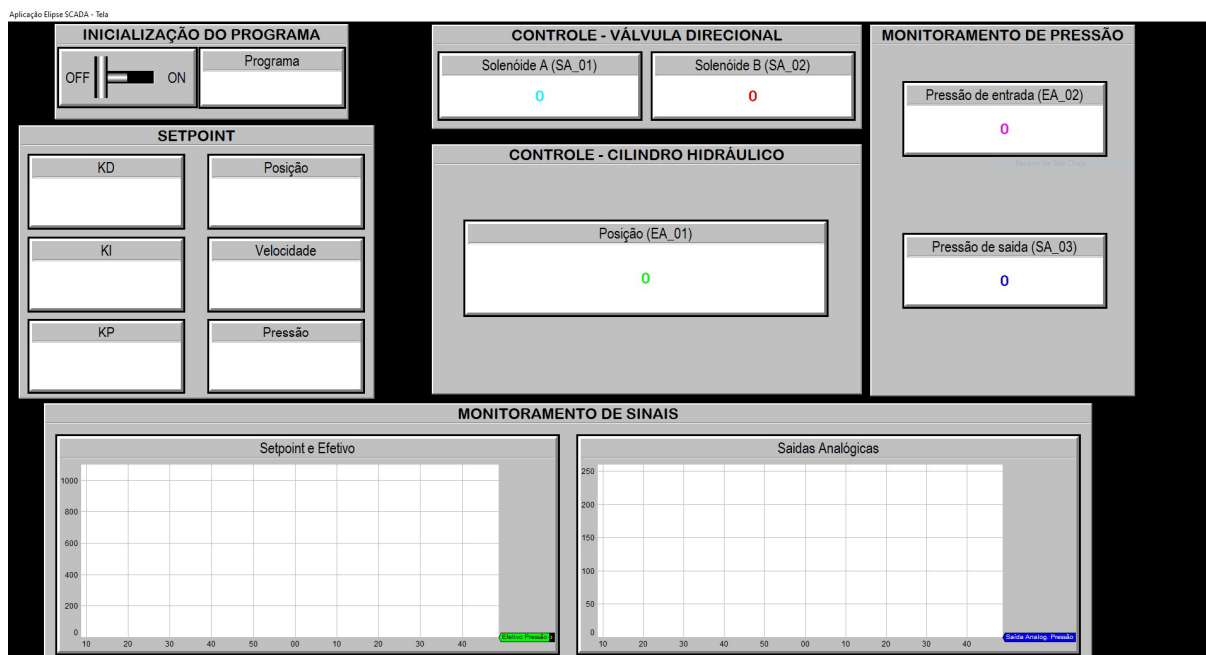 Aplicação Elipse SCADA - Tela
INICIALIZAÇÃO DO PROGRAMA
OFF
ON
Programa
CONTROLE - VÁLVULA DIRECIONAL
Solenóide A (SA_01)
0
Solenóide B (SA_02)
0
MONITORAMENTO DE PRESSÃO
Pressão de entrada (EA_02)
0
Pressão de saida (SA_03)
0
SETPOINT
KD
Posição
KI
Velocidade
KP
Pressão
CONTROLE - CILINDRO HIDRÁULICO
Posição (EA_01)
0
MONITORAMENTO DE SINAIS
Setpoint e Efetivo
1000
800
600
400
200
0
10 20 30 40 50 00 10 20 30 40
Efetivo Pressão
Saidas Analógicas
250
200
150
100
50
0
10 20 30 40 50 00 10 20 30 40
Saída Analog. Pressão